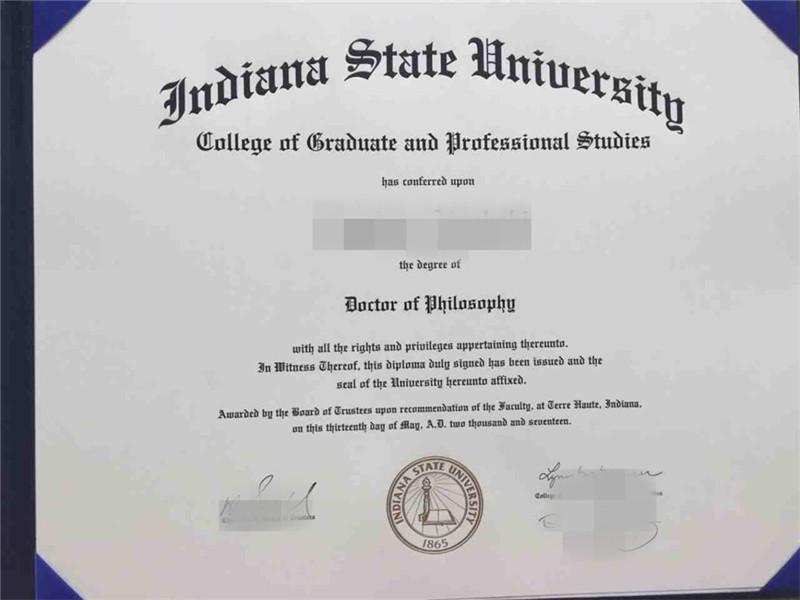 Indiana State University
College of Graduate and Professional Studies
has conferred upon
the degree of
Doctor of Philosophy
with all the rights and privileges appertaining thereunto.
In Witness Thereof, this diploma duly signed has been issued and the
seal of the University hereunto affixed.
Awarded by the Board of Trustees upon recommendation of the Faculty, at Terre Haute, Indiana,
on this thirteenth day of May, A.D. two thousand and seventeen.
INDIANA STATE UNIVERSITY
1865
Lynn
College